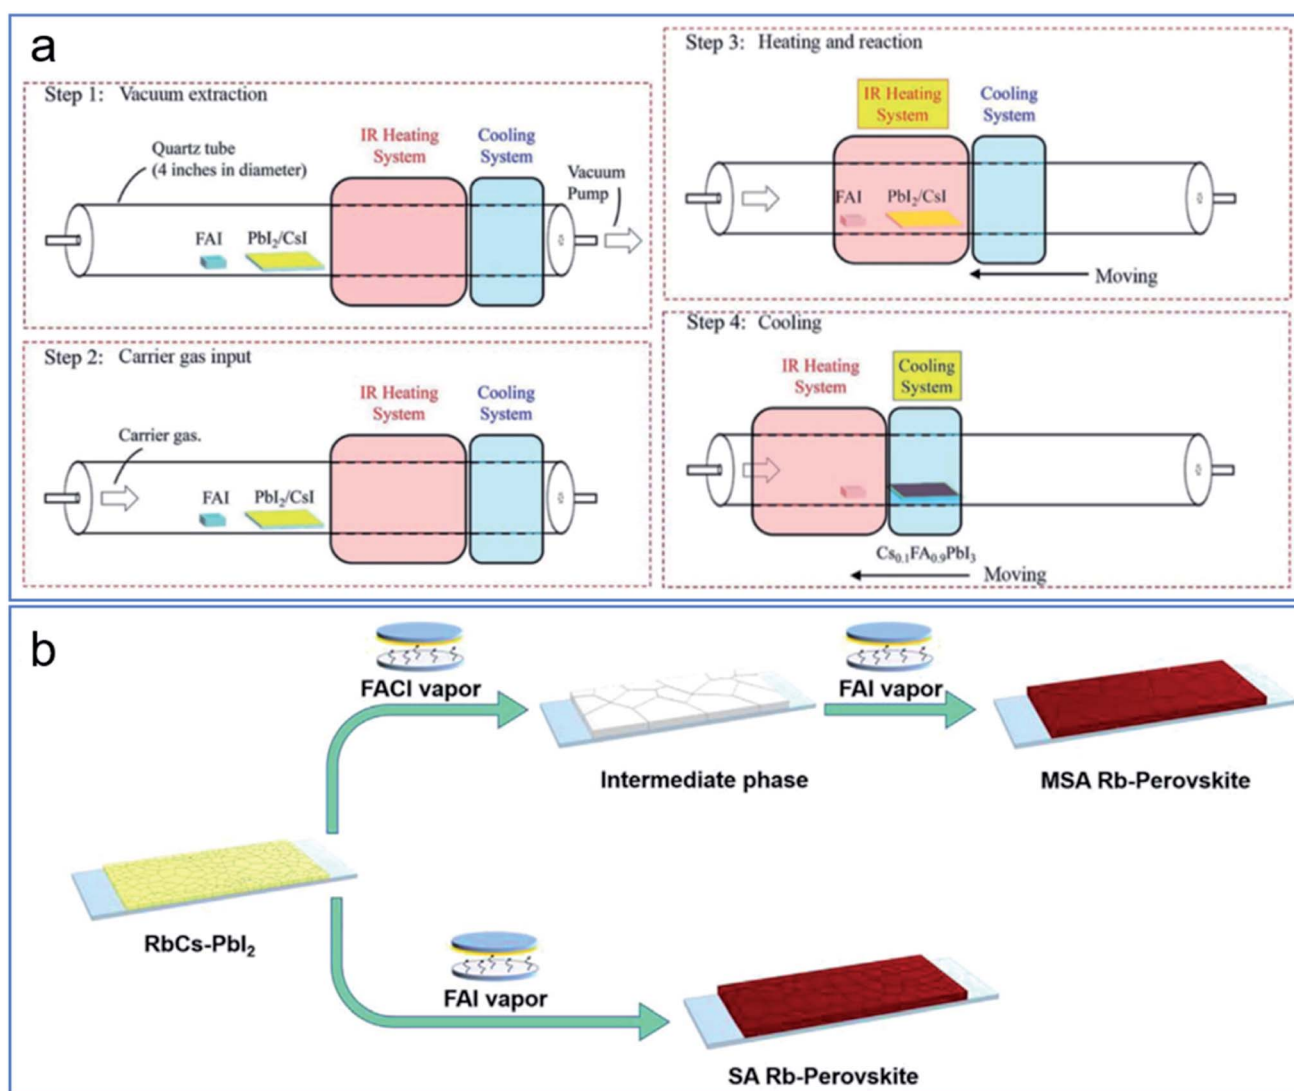 a
Step 1: Vacuum extraction
Quartz tube
(4 inches in diameter)
IR Heating
System
Cooling
System
Vacuum
Pump
FAI
PbI₂/CsI
Step 2: Carrier gas input
IR Heating
System
Cooling
System
Carrier gas.
FAI
PbI₂/CsI
Step 3: Heating and reaction
IR Heating
System
Cooling
System
FAI
PbI₂/CsI
Moving
Step 4: Cooling
IR Heating
System
Cooling
System
Cs₀.₁FA₀.₉PbI₃
Moving
b
FACl vapor
FAI vapor
Intermediate phase
MSA Rb-Perovskite
RbCs-PbI₂
FAI vapor
SA Rb-Perovskite